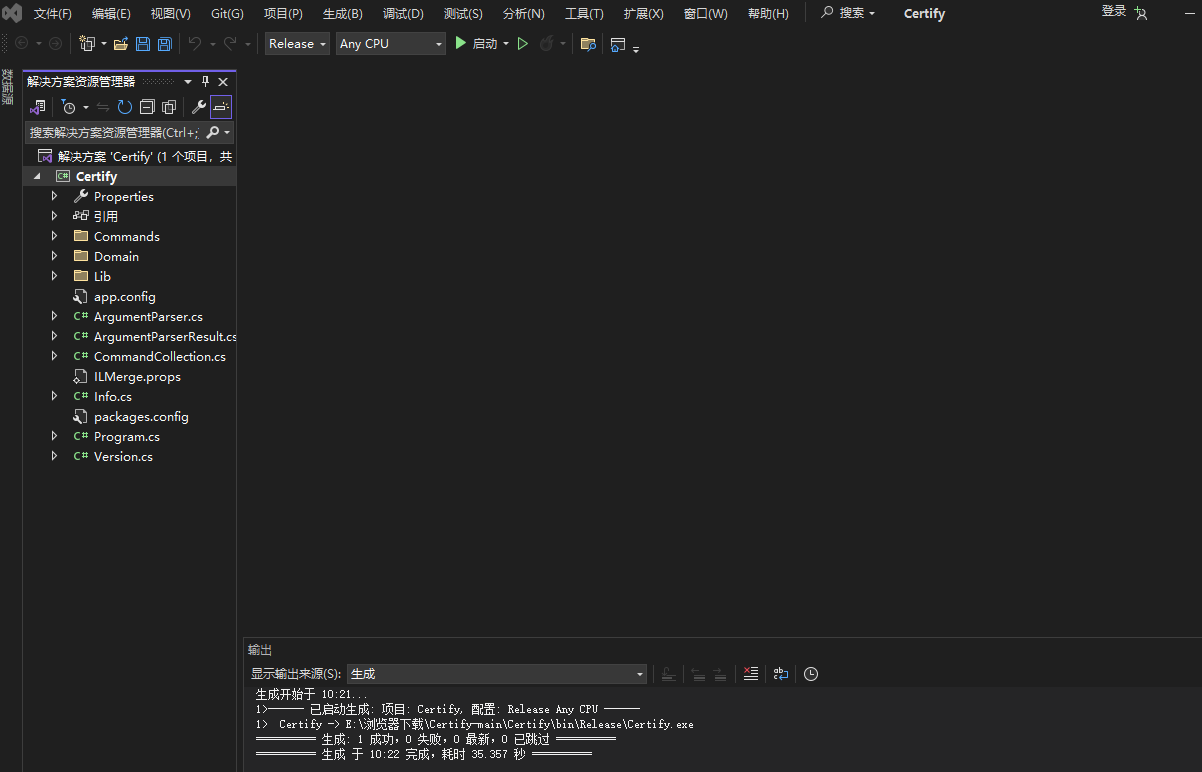 文件(F) 编辑(E) 视图(V) Git(G) 项目(P) 生成(B) 调试(D) 测试(S) 分析(N) 工具(T) 扩展(X) 窗口(W) 帮助(H) 搜索 Certify 登录
Release Any CPU 启动
数据源
解决方案资源管理器
搜索解决方案资源管理器(Ctrl+;
解决方案 'Certify' (1 个项目, 共
C# Certify
Properties
引用
Commands
Domain
Lib
app.config
C# ArgumentParser.cs
C# ArgumentParserResult.cs
C# CommandCollection.cs
ILMerge.props
C# Info.cs
packages.config
C# Program.cs
C# Version.cs
输出
显示输出来源(S): 生成
生成开始于 10:21...
1>------ 已启动生成: 项目: Certify, 配置: Release Any CPU ------
1>  Certify -> E:\浏览器下载\Certify-main\Certify\bin\Release\Certify.exe
========== 生成: 1 成功，0 失败，0 最新，0 已跳过 ==========
========== 生成 于 10:22 完成，耗时 35.357 秒 ==========